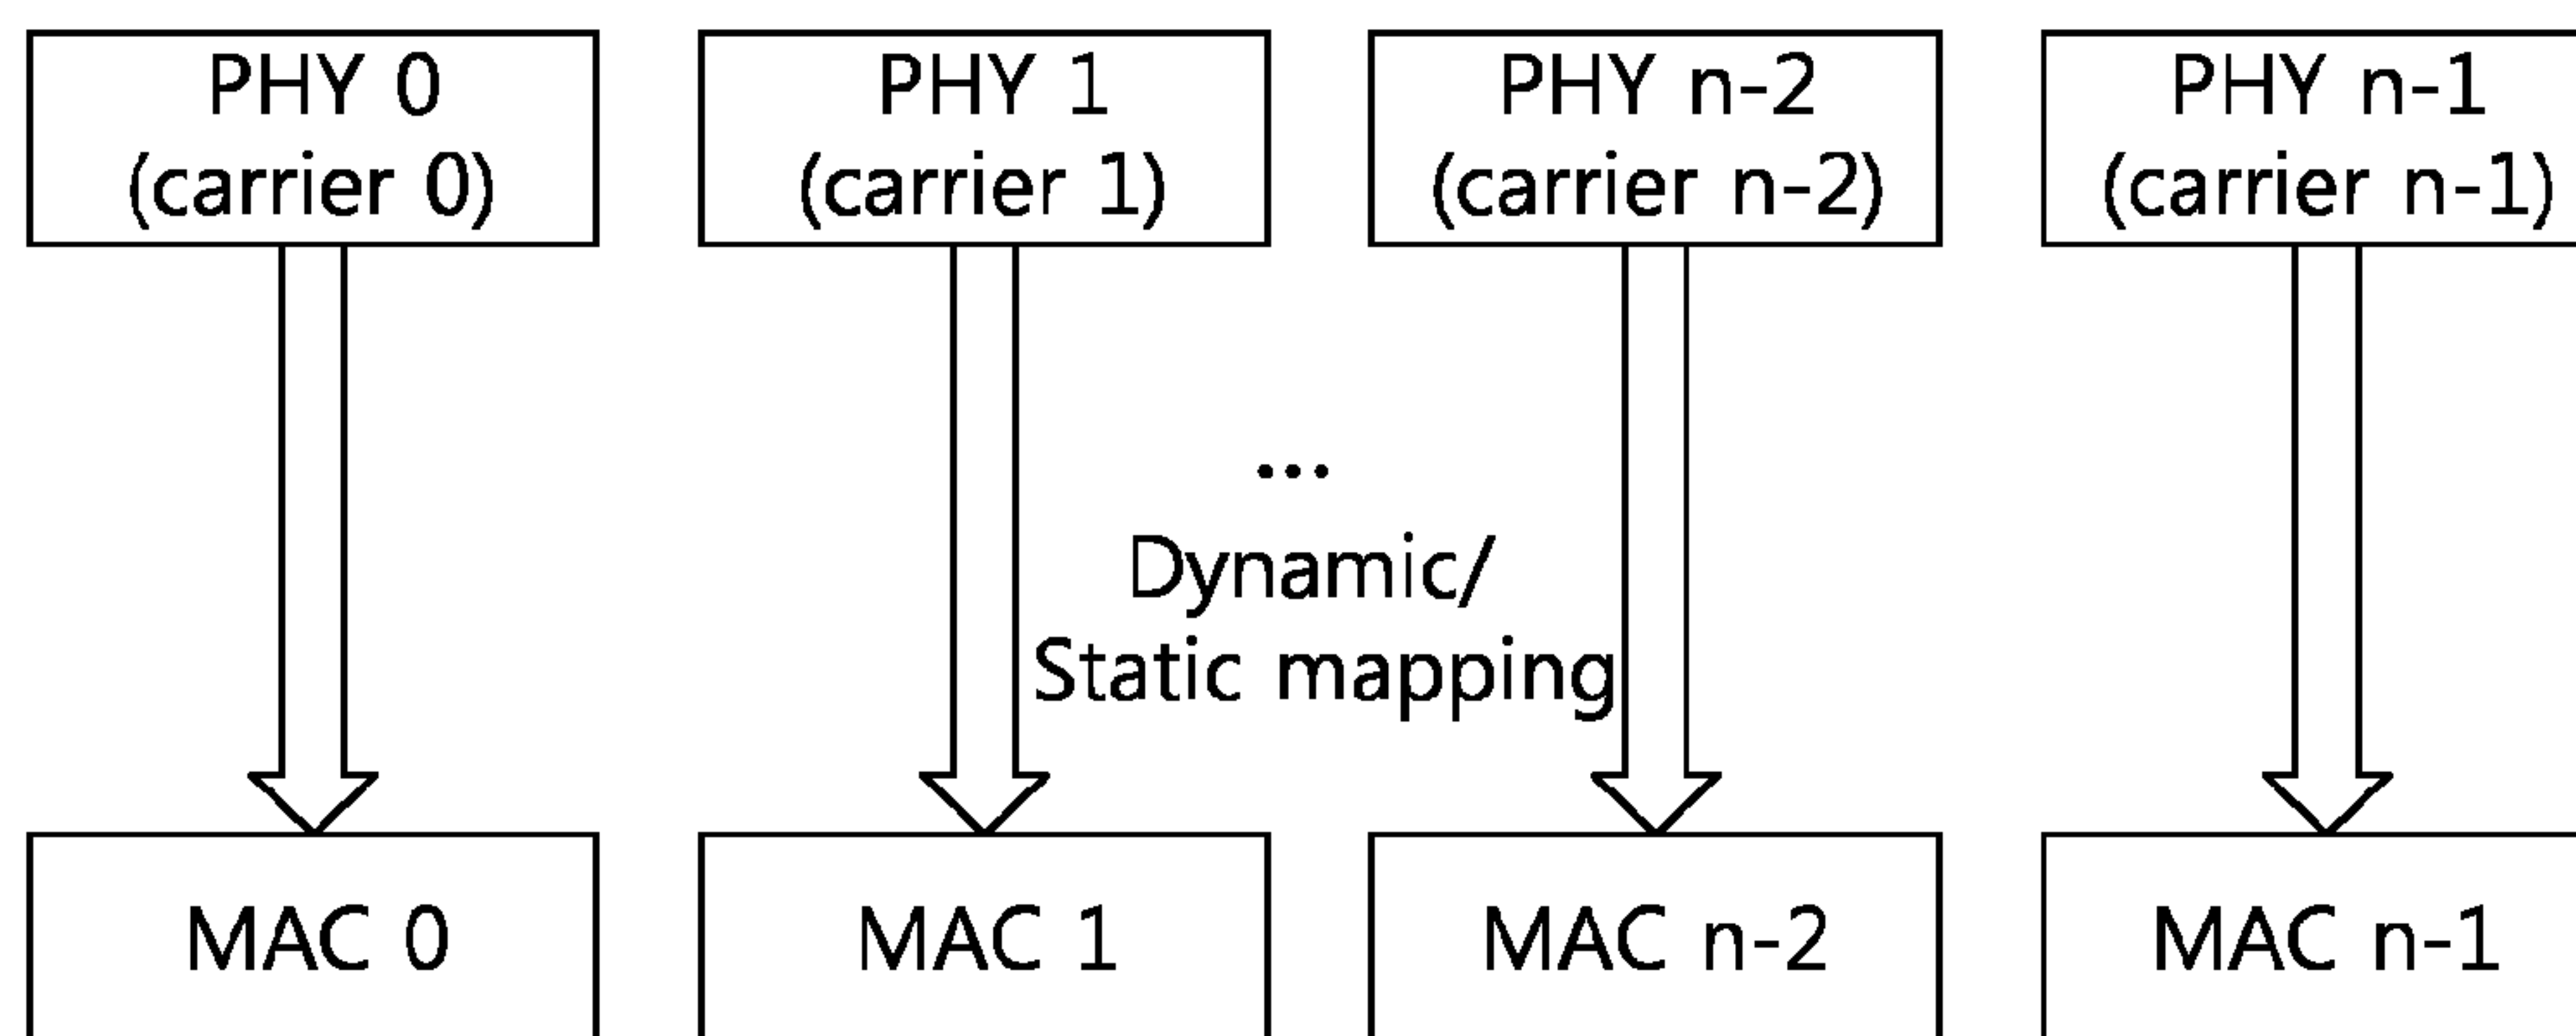 PHY 0
(carrier 0)
PHY 1
(carrier 1)
PHY n-2
(carrier n-2)
PHY n-1
(carrier n-1)
...
Dynamic/
Static mapping
MAC 0
MAC 1
MAC n-2
MAC n-1